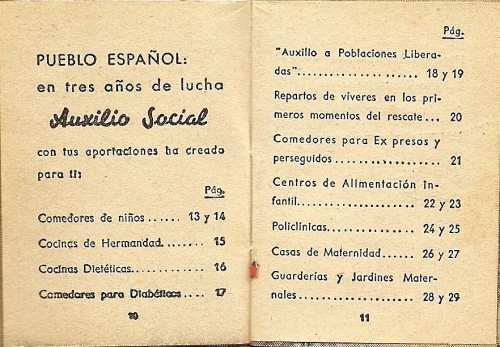 PUEBLO ESPAÑOL:
en tres años de lucha
Auxilio Social
con tus aportaciones ha creado
para ti:
Pág.
Comedores de niños ...... 13 y 14
Cocinas de Hermandad ....... 15
Cocinas Dietéticas ............. 16
Comedores para Diabéticos .... 17
10
Pág.
"Auxilio a Poblaciones Libera-
das" .................... 18 y 19
Repartos de víveres en los pri-
meros momentos del rescate ... 20
Comedores para Ex presos y
perseguidos .................. 21
Centros de Alimentación In-
fantil .................... 22 y 23
Policlínicas ................ 24 y 25
Casas de Maternidad ...... 26 y 27
Guarderías y Jardines Mater-
nales .................... 28 y 29
11